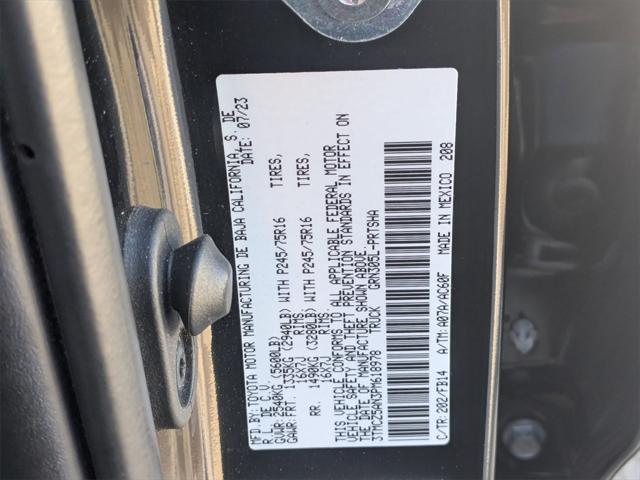 MFD. BY: TOYOTA MOTOR MANUFACTURING DE BAJA CALIFORNIA, S. DE
R. L. DE C. V. DATE: 07/23
GVWR: 2540KG (5600LB)
GAWR: FRT. 1335KG (2940LB) WITH P245/75R16 TIRES,
16X7J RIMS
RR. 1490KG (3280LB) WITH P245/75R16 TIRES,
16X7J RIMS
THIS VEHICLE CONFORMS TO ALL APPLICABLE FEDERAL MOTOR
VEHICLE SAFETY AND THEFT PREVENTION STANDARDS IN EFFECT ON
THE DATE OF MANUFACTURE SHOWN ABOVE.
3TMCZ5AN3PM618978 TRUCK GRN305L-PRTSHA
C/TR: 202/FB14 A/TM: A07A/AC60F MADE IN MEXICO 208